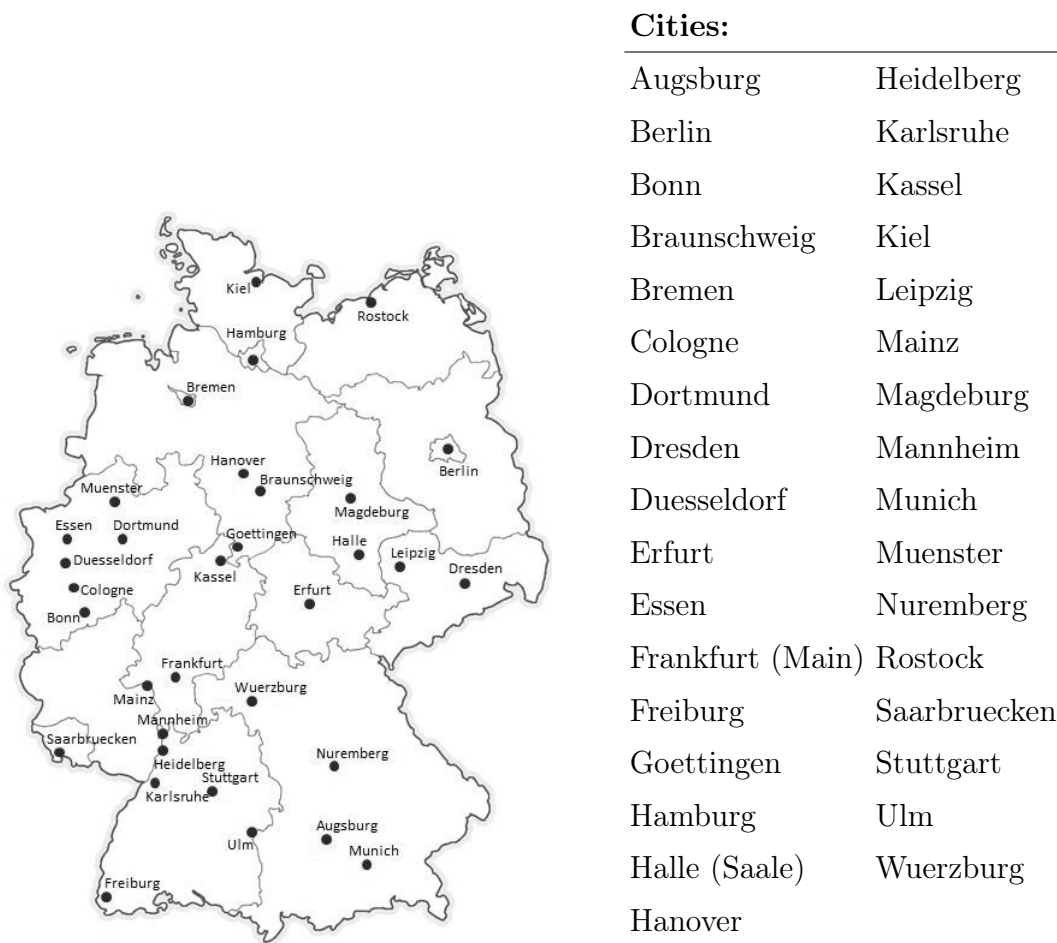 Cities:
Augsburg Heidelberg
Berlin Karlsruhe
Bonn Kassel
Braunschweig Kiel
Bremen Leipzig
Cologne Mainz
Dortmund Magdeburg
Dresden Mannheim
Duesseldorf Munich
Erfurt Muenster
Essen Nuremberg
Frankfurt (Main) Rostock
Freiburg Saarbruecken
Goettingen Stuttgart
Hamburg Ulm
Halle (Saale) Wuerzburg
Hanover
Kiel
Rostock
Hamburg
Bremen
Hanover
Berlin
Braunschweig
Muenster
Magdeburg
Essen
Dortmund
Goettingen
Halle
Leipzig
Duesseldorf
Kassel
Dresden
Cologne
Erfurt
Bonn
Frankfurt
Wuerzburg
Mainz
Mannheim
Saarbruecken
Nuremberg
Heidelberg
Stuttgart
Karlsruhe
Augsburg
Ulm
Munich
Freiburg